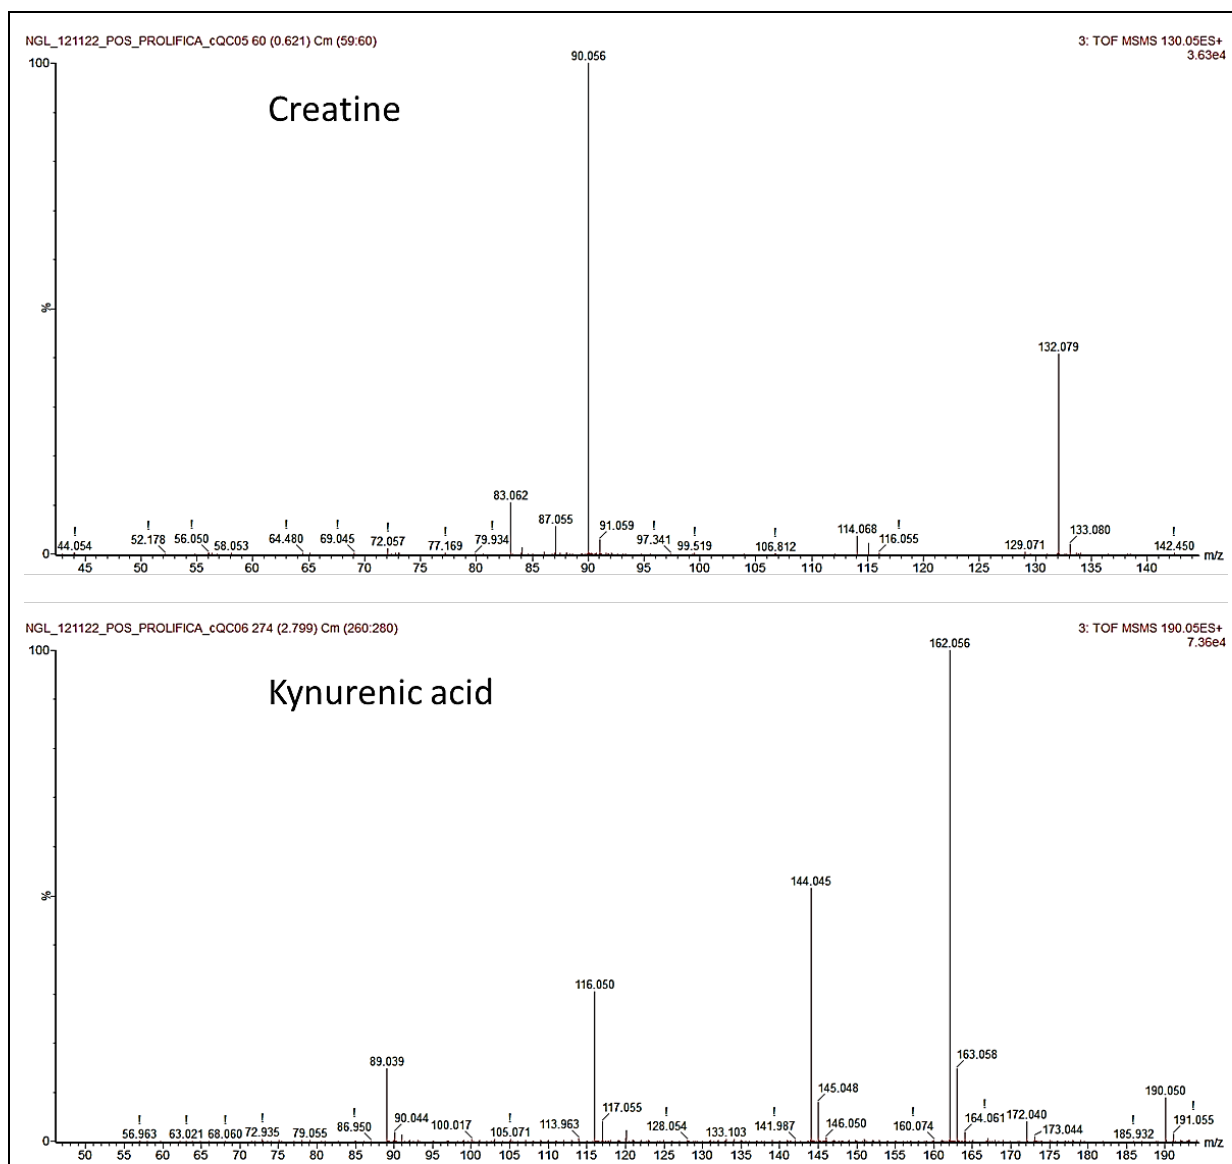 NGL_121122_POS_PROLIFICA_cQC05 60 (0.621) Cm (59:60)
3: TOF MSMS 130.05ES+
3.63e4
Creatine
100
%
0
90.056
132.079
83.062
87.055
91.059
114.068
133.080
! ! ! ! ! ! ! ! ! ! ! ! !
44.054 52.178 56.050 58.053 64.480 69.045 72.057 77.169 79.934 97.341 99.519 106.812 116.055 129.071 142.450
m/z
45 50 55 60 65 70 75 80 85 90 95 100 105 110 115 120 125 130 135 140
NGL_121122_POS_PROLIFICA_cQC06 274 (2.799) Cm (260:280)
3: TOF MSMS 190.05ES+
7.36e4
Kynurenic acid
100
%
0
162.056
144.045
116.050
89.039
163.058
145.048
190.050
117.055
172.040
! ! ! ! ! ! ! ! ! ! ! !
56.963 63.021 68.060 72.935 79.055 86.950 90.044 100.017 105.071 113.963 128.054 133.103 141.987 146.050 160.074 164.061 173.044 185.932 191.055
m/z
50 55 60 65 70 75 80 85 90 95 100 105 110 115 120 125 130 135 140 145 150 155 160 165 170 175 180 185 190